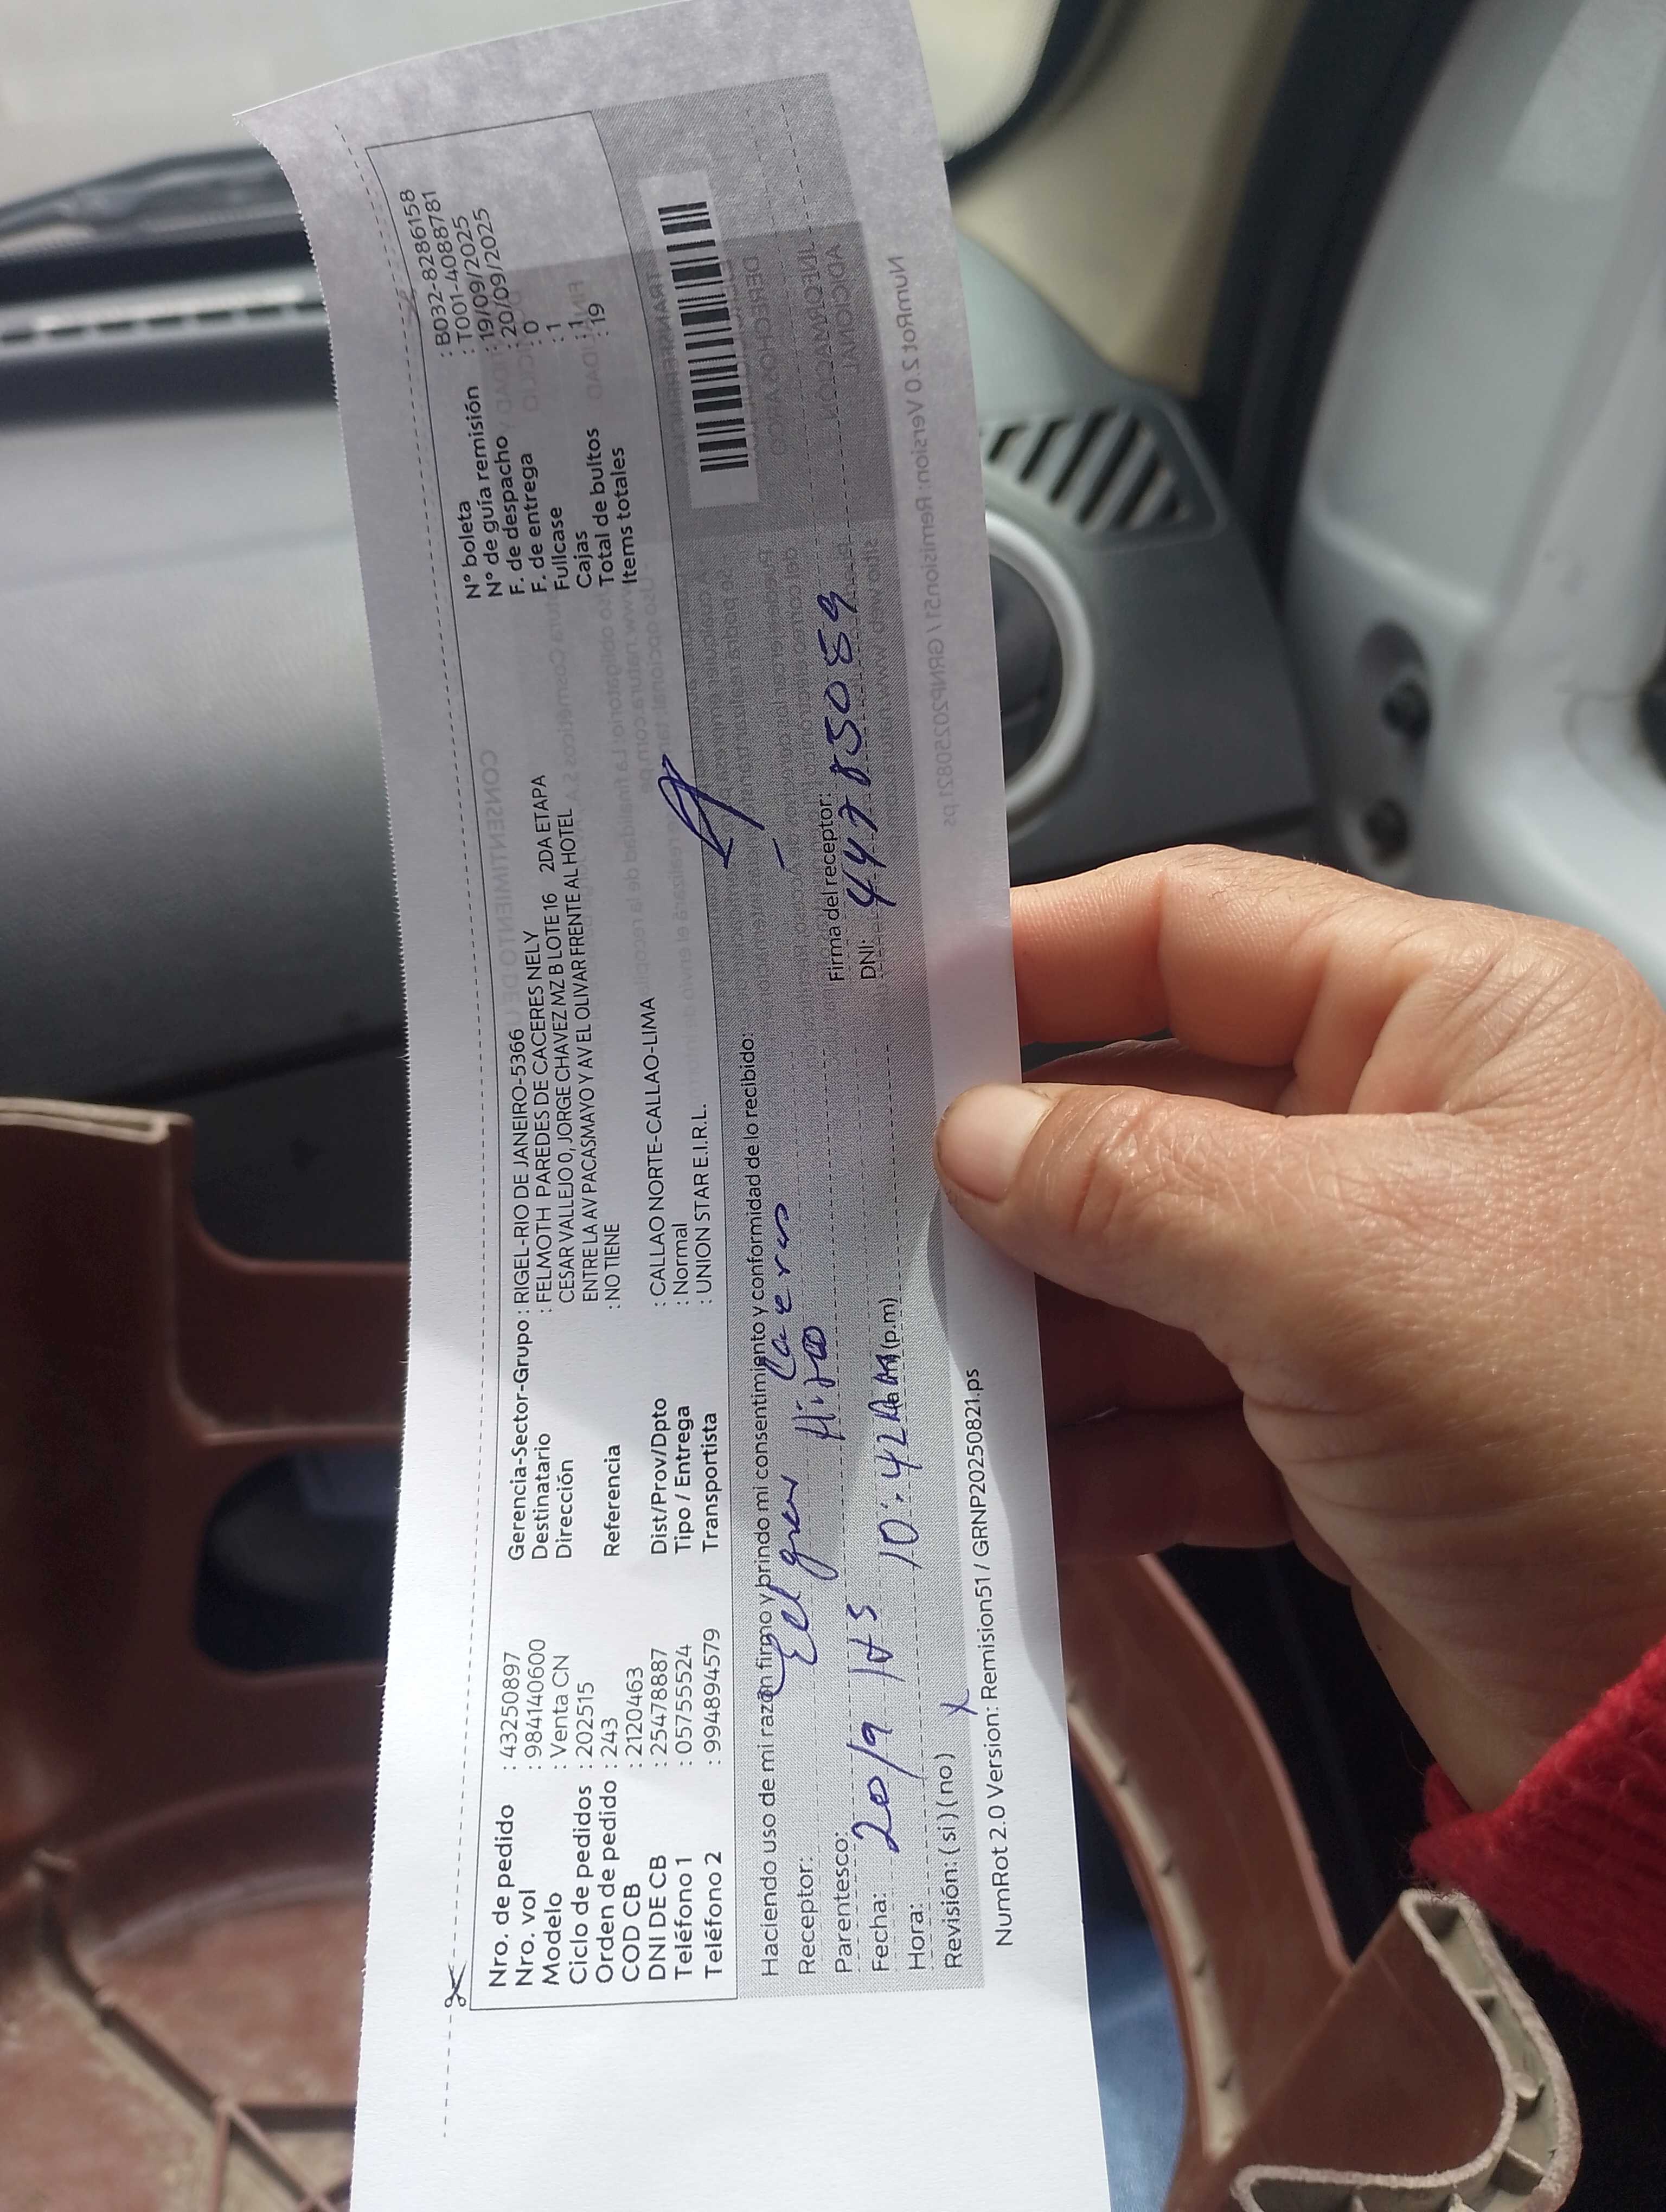 Nro. de pedido : 43250897
Nro. vol : 984140600
Modelo : Venta CN
Ciclo de pedidos : 202515
Orden de pedido : 243
COD CB : 2120463
DNI DE CB : 25478887
Teléfono 1 : 05755524
Teléfono 2 : 994894579
Gerencia-Sector-Grupo : RIGEL-RIO DE JANEIRO-5366
Destinatario : FELMOTH PAREDES DE CACERES NELY
Dirección CESAR VALLEJO 0, JORGE CHAVEZ MZ B LOTE 16 2DA ETAPA
ENTRE LA AV PACASMAYO Y AV EL OLIVAR FRENTE AL HOTEL
Referencia : NO TIENE
Dist/Prov/Dpto : CALLAO NORTE-CALLAO-LIMA
Tipo / Entrega : Normal
Transportista : UNION STAR E.I.R.L.
N° boleta : B032-8286158
N° de guía remisión : T001-4088781
F. de despacho : 19/09/2025
F. de entrega : 20/09/2025
Fullcase : 0
Cajas : 1
Total de bultos : 1
Items totales : 19
Haciendo uso de mi razón firmo y brindo mi consentimiento y conformidad de lo recibido:
Receptor:
Parentesco:
Fecha: 20/9
Hora: 10:42 (p.m)
Revisión: (si) (no) X
Firma del receptor:
DNI: 44785089
NumRot 2.0 Version: Remision51 / GRNP20250821.ps